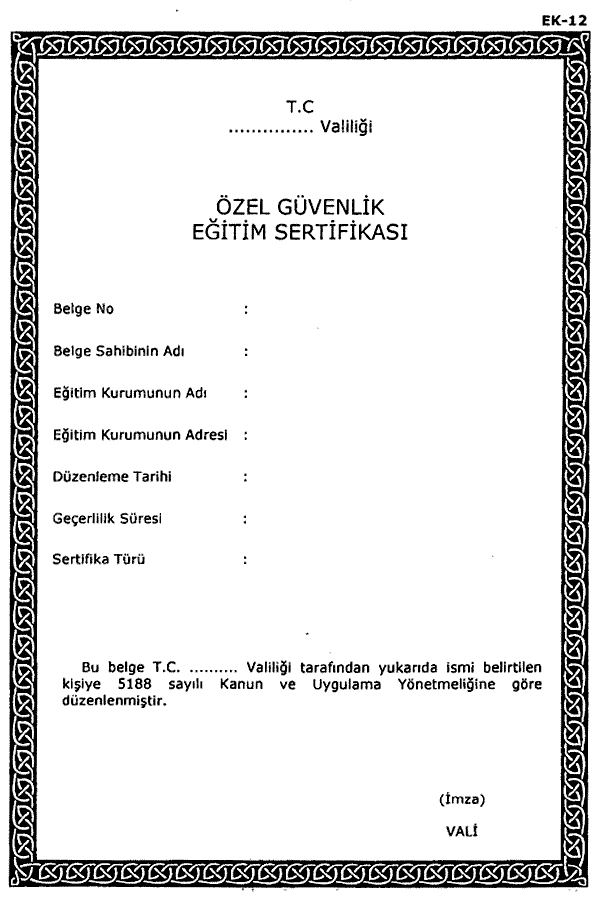 EK-12
T.C
............... Valiliği
ÖZEL GÜVENLİK
EĞİTİM SERTİFİKASI
Belge No :
Belge Sahibinin Adı :
Eğitim Kurumunun Adı :
Eğitim Kurumunun Adresi :
Düzenleme Tarihi :
Geçerlilik Süresi :
Sertifika Türü :
Bu belge T.C. .......... Valiliği tarafından yukarıda ismi belirtilen
kişiye 5188 sayılı Kanun ve Uygulama Yönetmeliğine göre
düzenlenmiştir.
(İmza)
VALİ